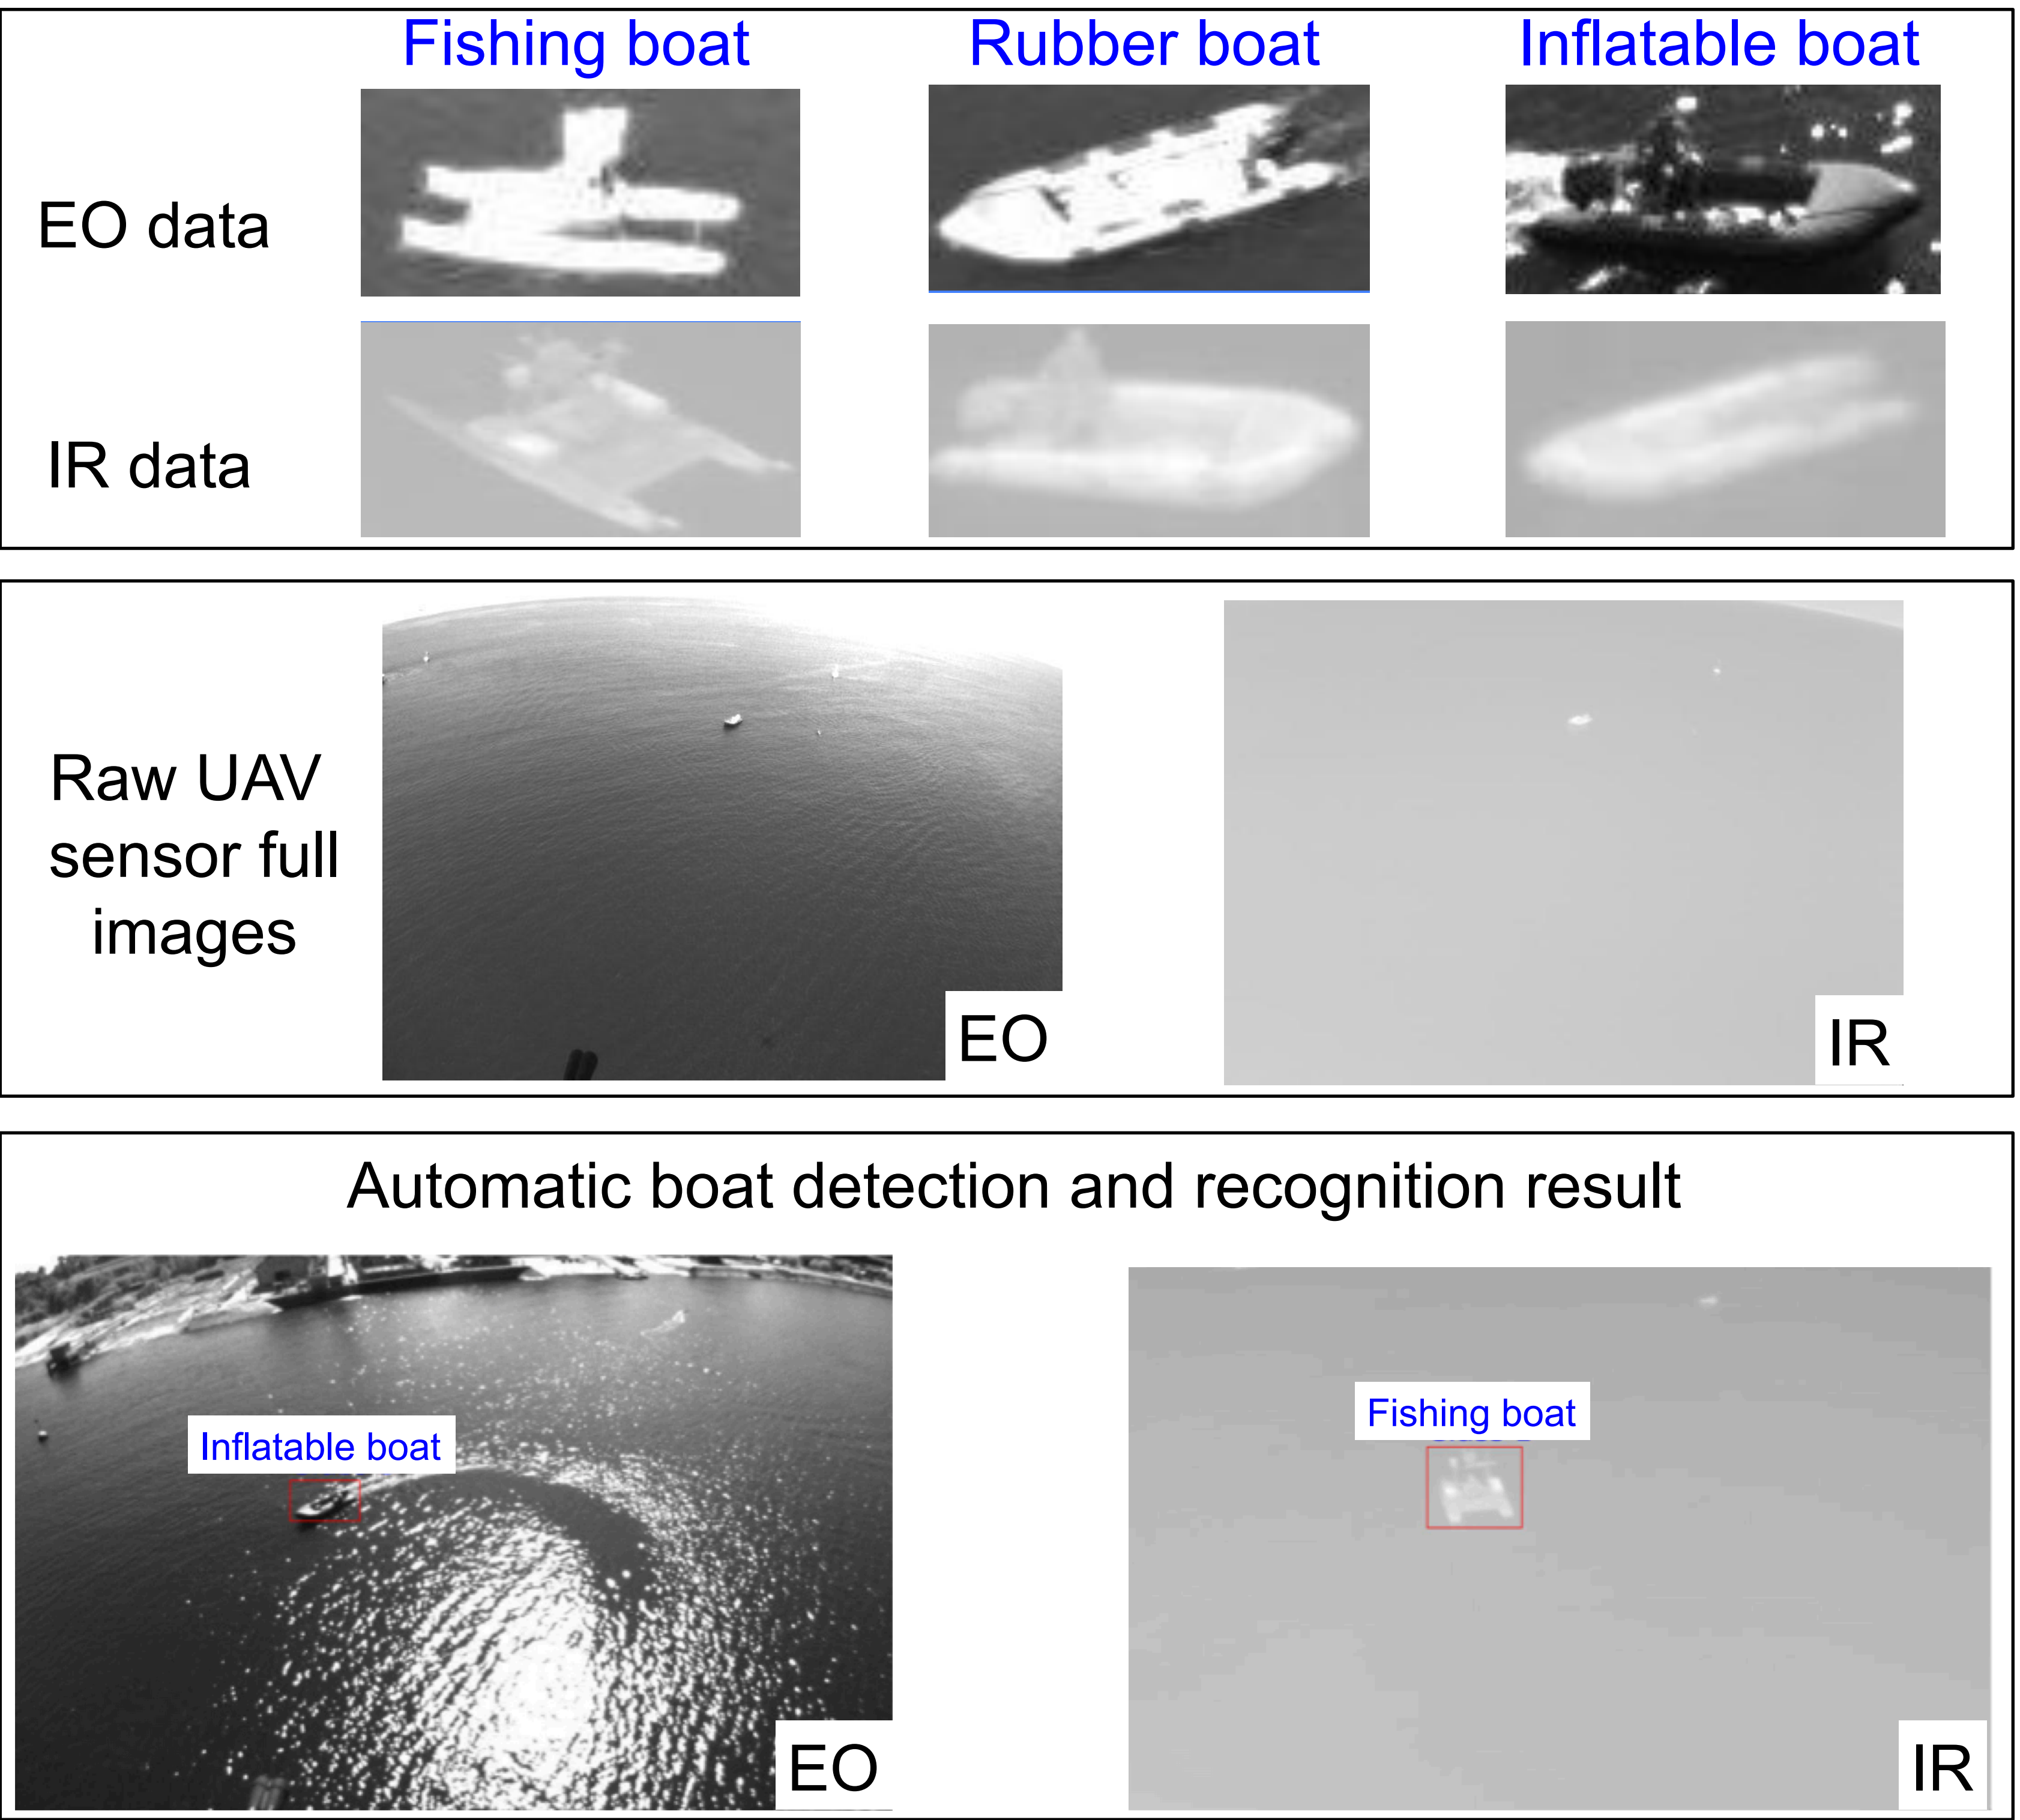 Fishing boat
Rubber boat
Inflatable boat
EO data
IR data
Raw UAV
sensor full
images
EO
IR
Automatic boat detection and recognition result
Inflatable boat
Fishing boat
EO
IR